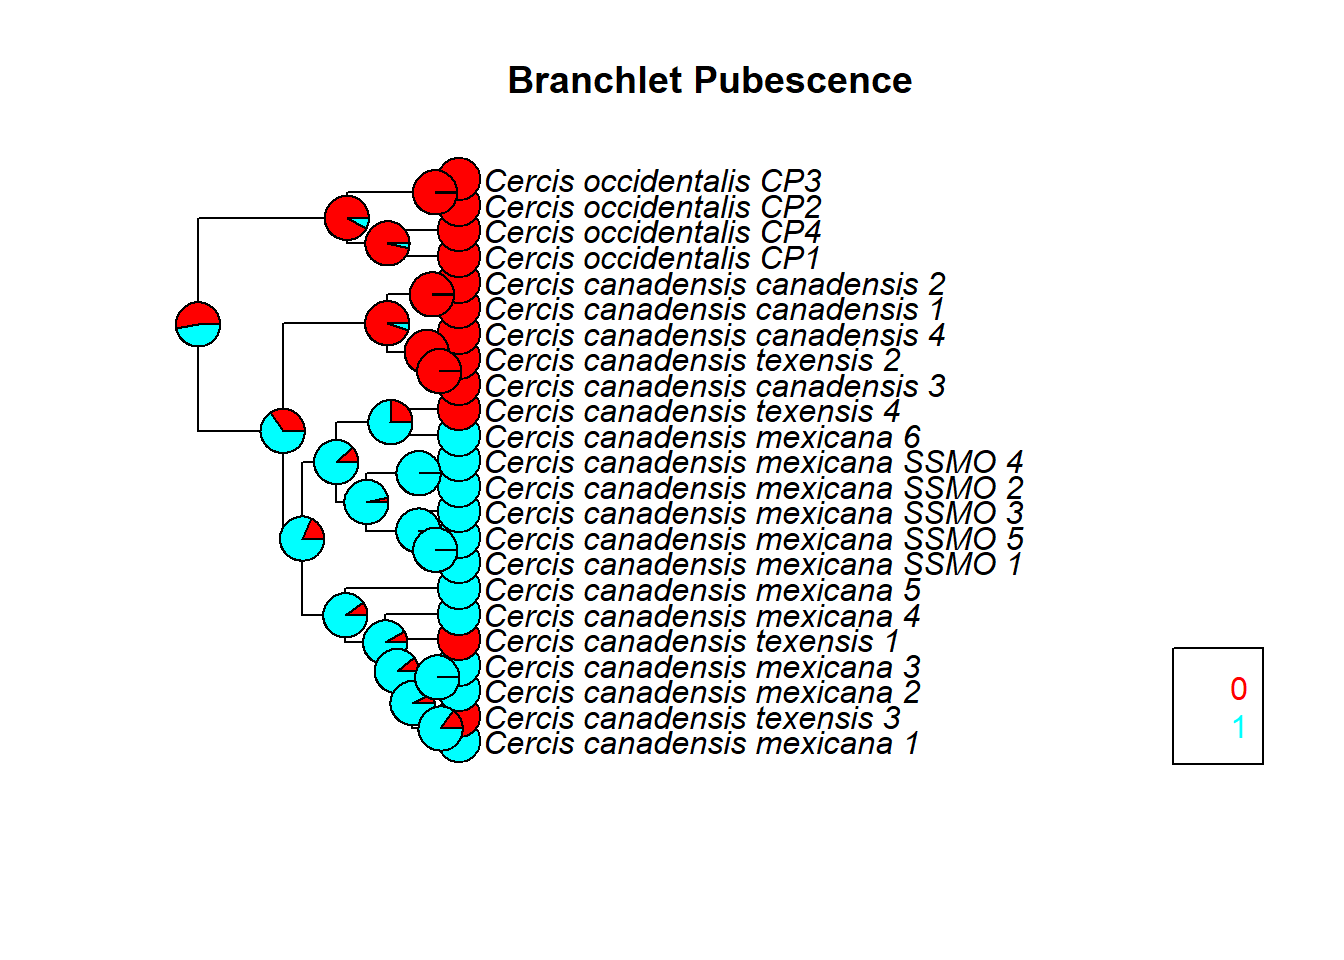 Branchlet Pubescence
Cercis occidentalis CP3
Cercis occidentalis CP2
Cercis occidentalis CP4
Cercis occidentalis CP1
Cercis canadensis canadensis 2
Cercis canadensis canadensis 1
Cercis canadensis canadensis 4
Cercis canadensis texensis 2
Cercis canadensis canadensis 3
Cercis canadensis texensis 4
Cercis canadensis mexicana 6
Cercis canadensis mexicana SSMO 4
Cercis canadensis mexicana SSMO 2
Cercis canadensis mexicana SSMO 3
Cercis canadensis mexicana SSMO 5
Cercis canadensis mexicana SSMO 1
Cercis canadensis mexicana 5
Cercis canadensis mexicana 4
Cercis canadensis texensis 1
Cercis canadensis mexicana 3
Cercis canadensis mexicana 2
Cercis canadensis texensis 3
Cercis canadensis mexicana 1
0
1